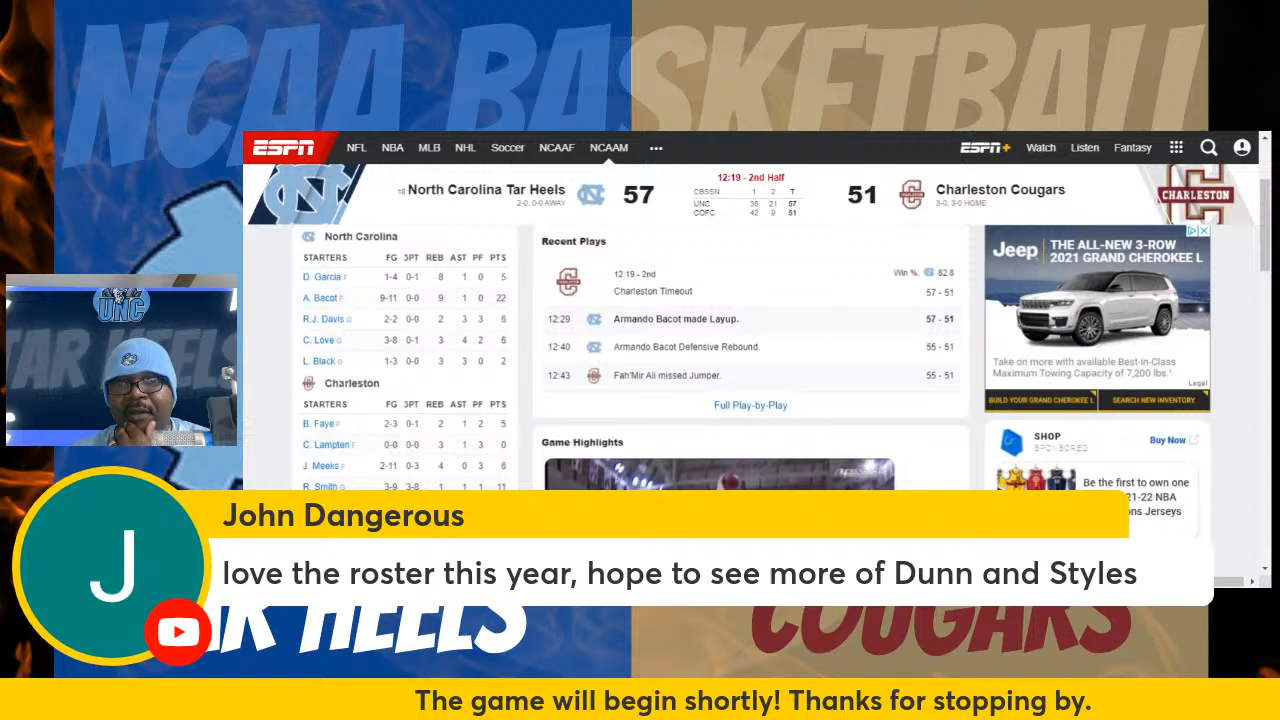 NCAA BASKETBALL
ESPN NFL NBA MLB NHL Soccer NCAAF NCAAM ••• ESPN+ Watch Listen Fantasy
12:19 - 2nd Half
18 North Carolina Tar Heels 57 51 Charleston Cougars
2-0, 0-0 AWAY 3-0, 3-0 HOME
CBSSN 1 2 T
UNC 36 21 57
COFC 42 9 51
CHARLESTON
North Carolina
STARTERS FG 3PT REB AST PF PTS
D. Garcia F 1-4 0-1 8 1 0 5
A. Bacot F 9-11 0-0 9 1 0 22
R.J. Davis G 2-2 0-0 2 3 3 6
C. Love G 3-8 0-1 3 4 2 6
L. Black G 1-3 0-0 3 3 0 2
Charleston
STARTERS FG 3PT REB AST PF PTS
B. Faye F 2-3 0-1 2 1 2 5
C. Lampten F 0-0 0-0 3 1 3 0
J. Meeks F 2-11 0-3 4 0 3 6
R. Smith G 3-9 3-8 1 1 1 11
Recent Plays
12:19 - 2nd Win %: 82.8
Charleston Timeout 57 - 51
12:29 Armando Bacot made Layup. 57 - 51
12:40 Armando Bacot Defensive Rebound. 55 - 51
12:43 Fah'Mir Ali missed Jumper. 55 - 51
Full Play-by-Play
Game Highlights
Jeep THE ALL-NEW 3-ROW
2021 GRAND CHEROKEE L
Take on more with available Best-in-Class
Maximum Towing Capacity of 7,200 lbs.¹
Legal
BUILD YOUR GRAND CHEROKEE L SEARCH NEW INVENTORY
SHOP
SPONSORED
Buy Now
Be the first to own one
21-22 NBA
ons Jerseys
UNC
TAR HEELS
J
John Dangerous
love the roster this year, hope to see more of Dunn and Styles
AR HEELS
COUGARS
The game will begin shortly! Thanks for stopping by.